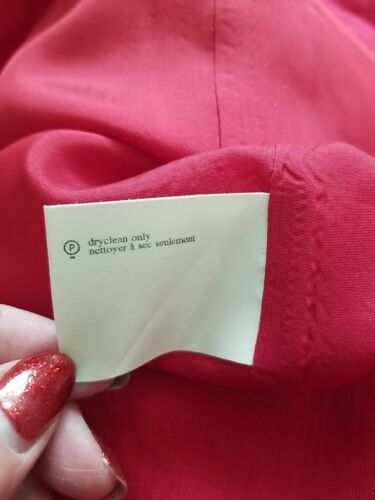 P
dryclean only
nettoyer à sec seulement